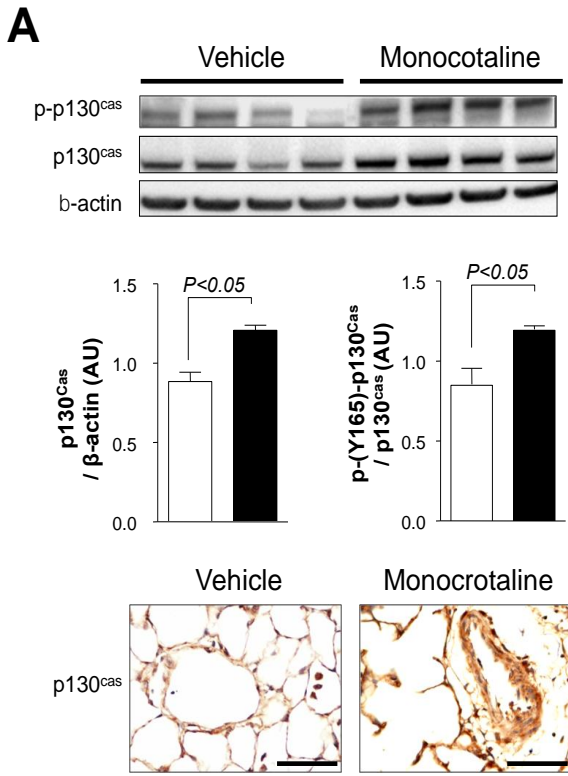 A
Vehicle Monocotaline
p-p130cas
p130cas
b-actin
P<0.05
1.5
1.0
0.5
0.0
p130Cas
/ β-actin (AU)
P<0.05
1.5
1.0
0.5
0.0
p-(Y165)-p130Cas
/ p130cas (AU)
Vehicle Monocrotaline
p130cas